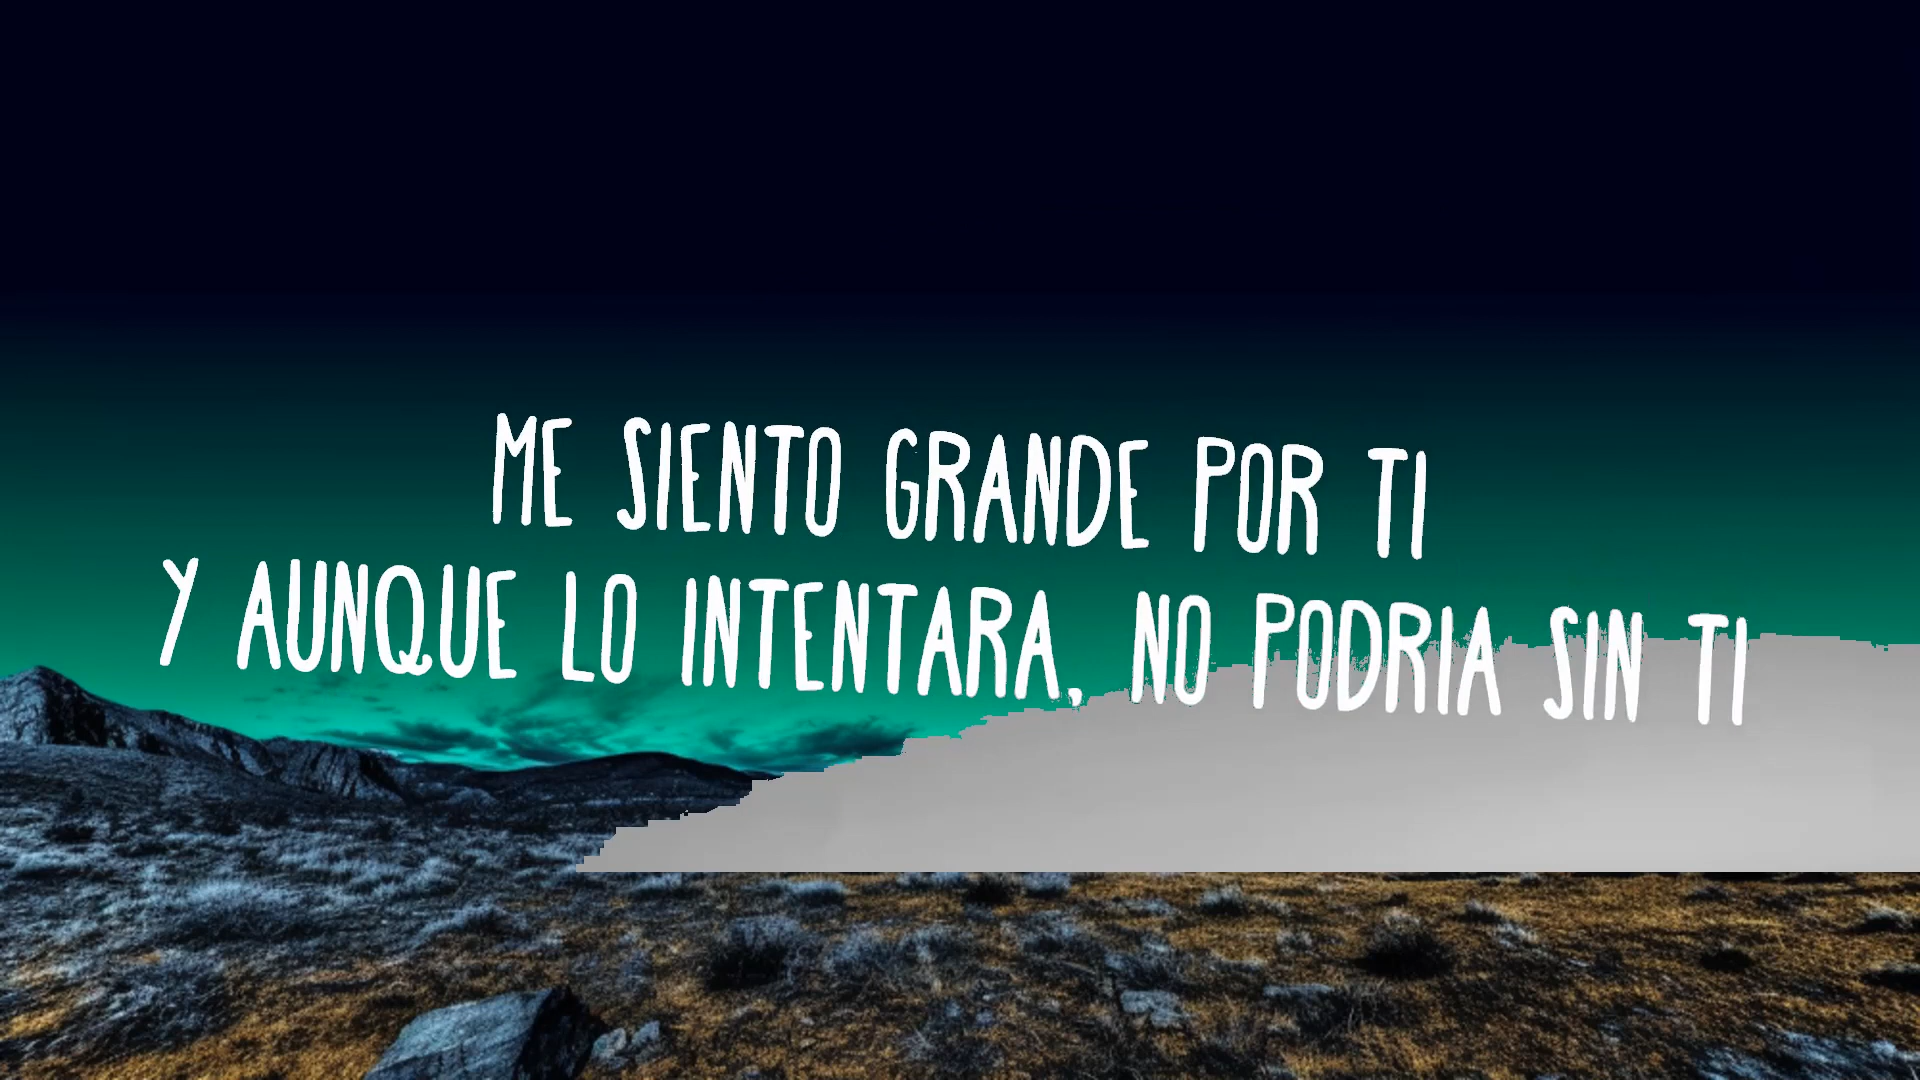 ME SIENTO GRANDE POR TI
Y AUNQUE LO INTENTARA, NO PODRIA SIN TI